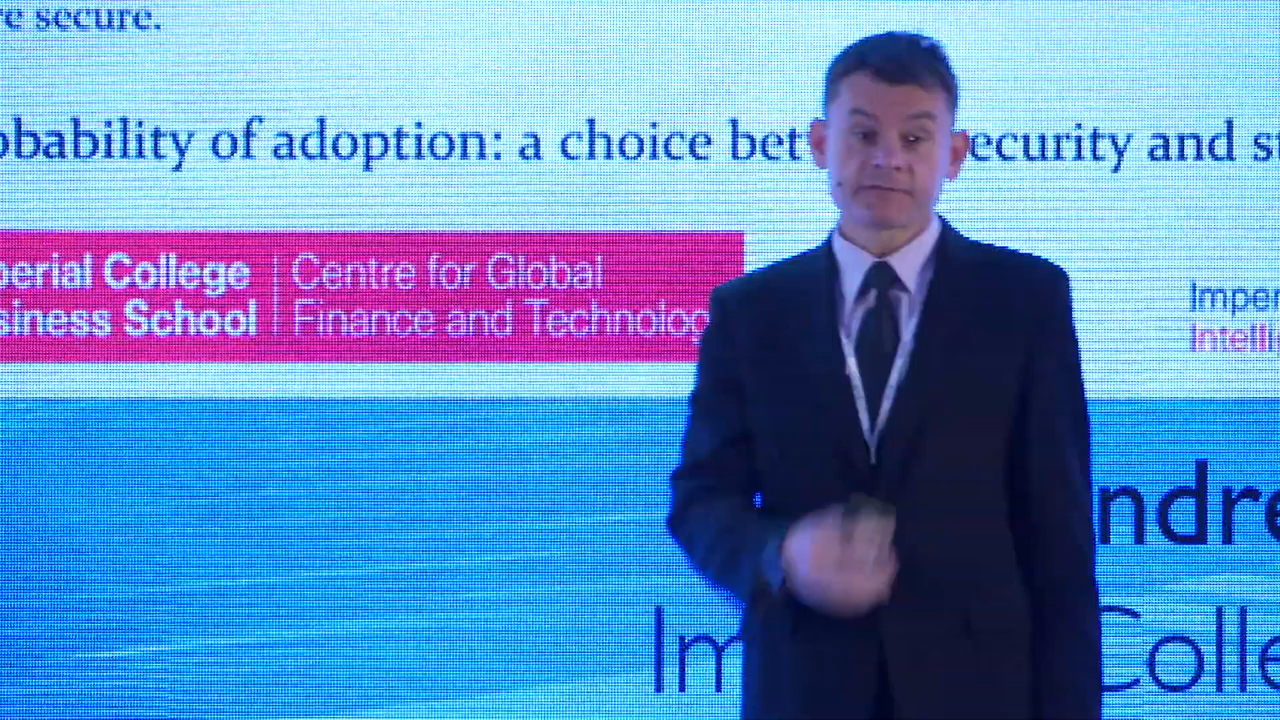 re secure.
obability of adoption: a choice bet ecurity and s
perial College Centre for Global
siness School Finance and Technolog
Imper
Intelli
ndre
Im Colle